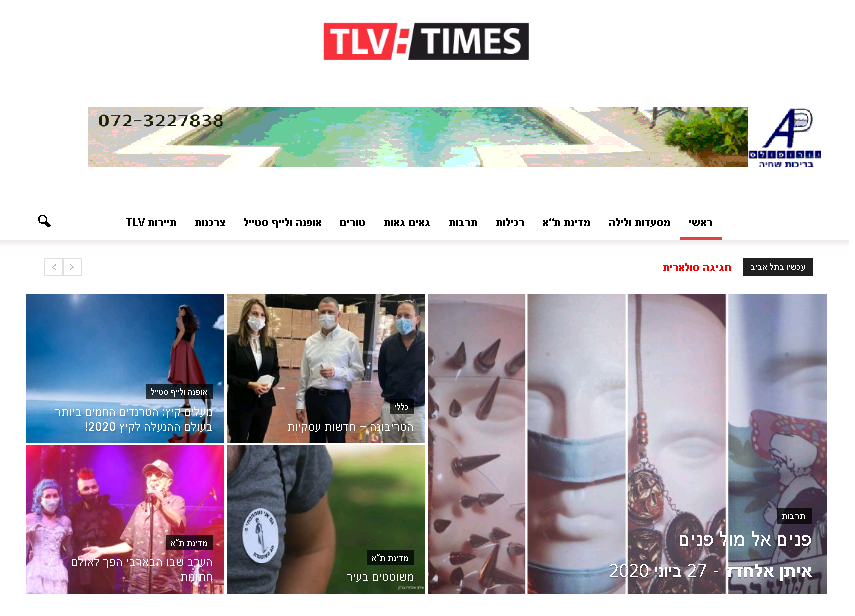 TLV:TIMES
072-3227838
בריכות שחיה
ראשי
מסעדות ולילה
מדינת ת״א
רכילות
תרבות
גאים גאות
טורים
אופנה ולייף סטייל
צרכנות
תיירות TLV
עכשיו בתל אביב
חגיגה סולארית
תרבות
פנים אל מול פנים
איתן אלחדז - 27 ביוני 2020
כללי
הטריבונה – חדשות עסקיות
אופנה ולייף סטייל
מעלים קיץ: הטרנדים החמים ביותר
בעולם ההנעלה לקיץ 2020!
מדינת ת״א
משוטטים בעיר
מדינת ת״א
הערב שבו הבארבי הפך לאולם
חתונות